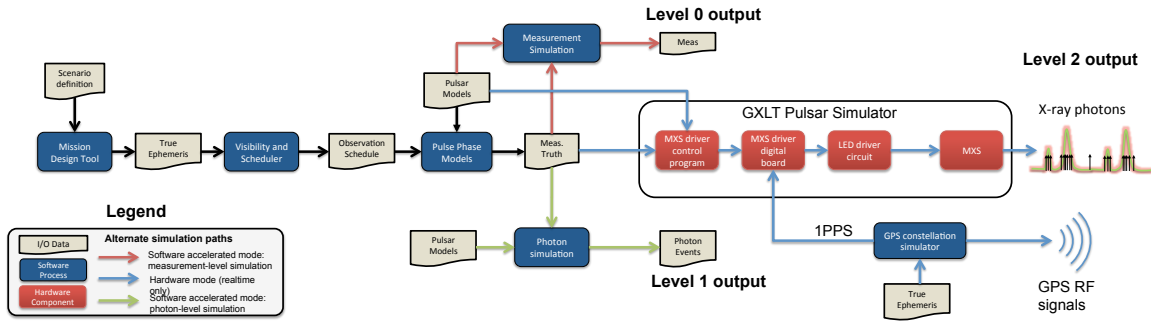 Level 0 output
Measurement
Simulation
Meas
Level 2 output
Scenario
definition
Pulsar
Models
X-ray photons
GXLT Pulsar Simulator
Mission
Design Tool
True
Ephemeris
Visibility and
Scheduler
Observation
Schedule
Pulse Phase
Models
Meas.
Truth
MXS driver
control
program
MXS driver
digital
board
LED driver
circuit
MXS
Legend
I/O Data
Alternate simulation paths
Software
Process
Hardware
Component
Software accelerated mode:
measurement-level simulation
Hardware mode (realtime
only)
Software accelerated mode:
photon-level simulation
Pulsar
Models
Photon
simulation
Photon
Events
Level 1 output
1PPS
GPS constellation
simulator
True
Ephemeris
GPS RF
signals